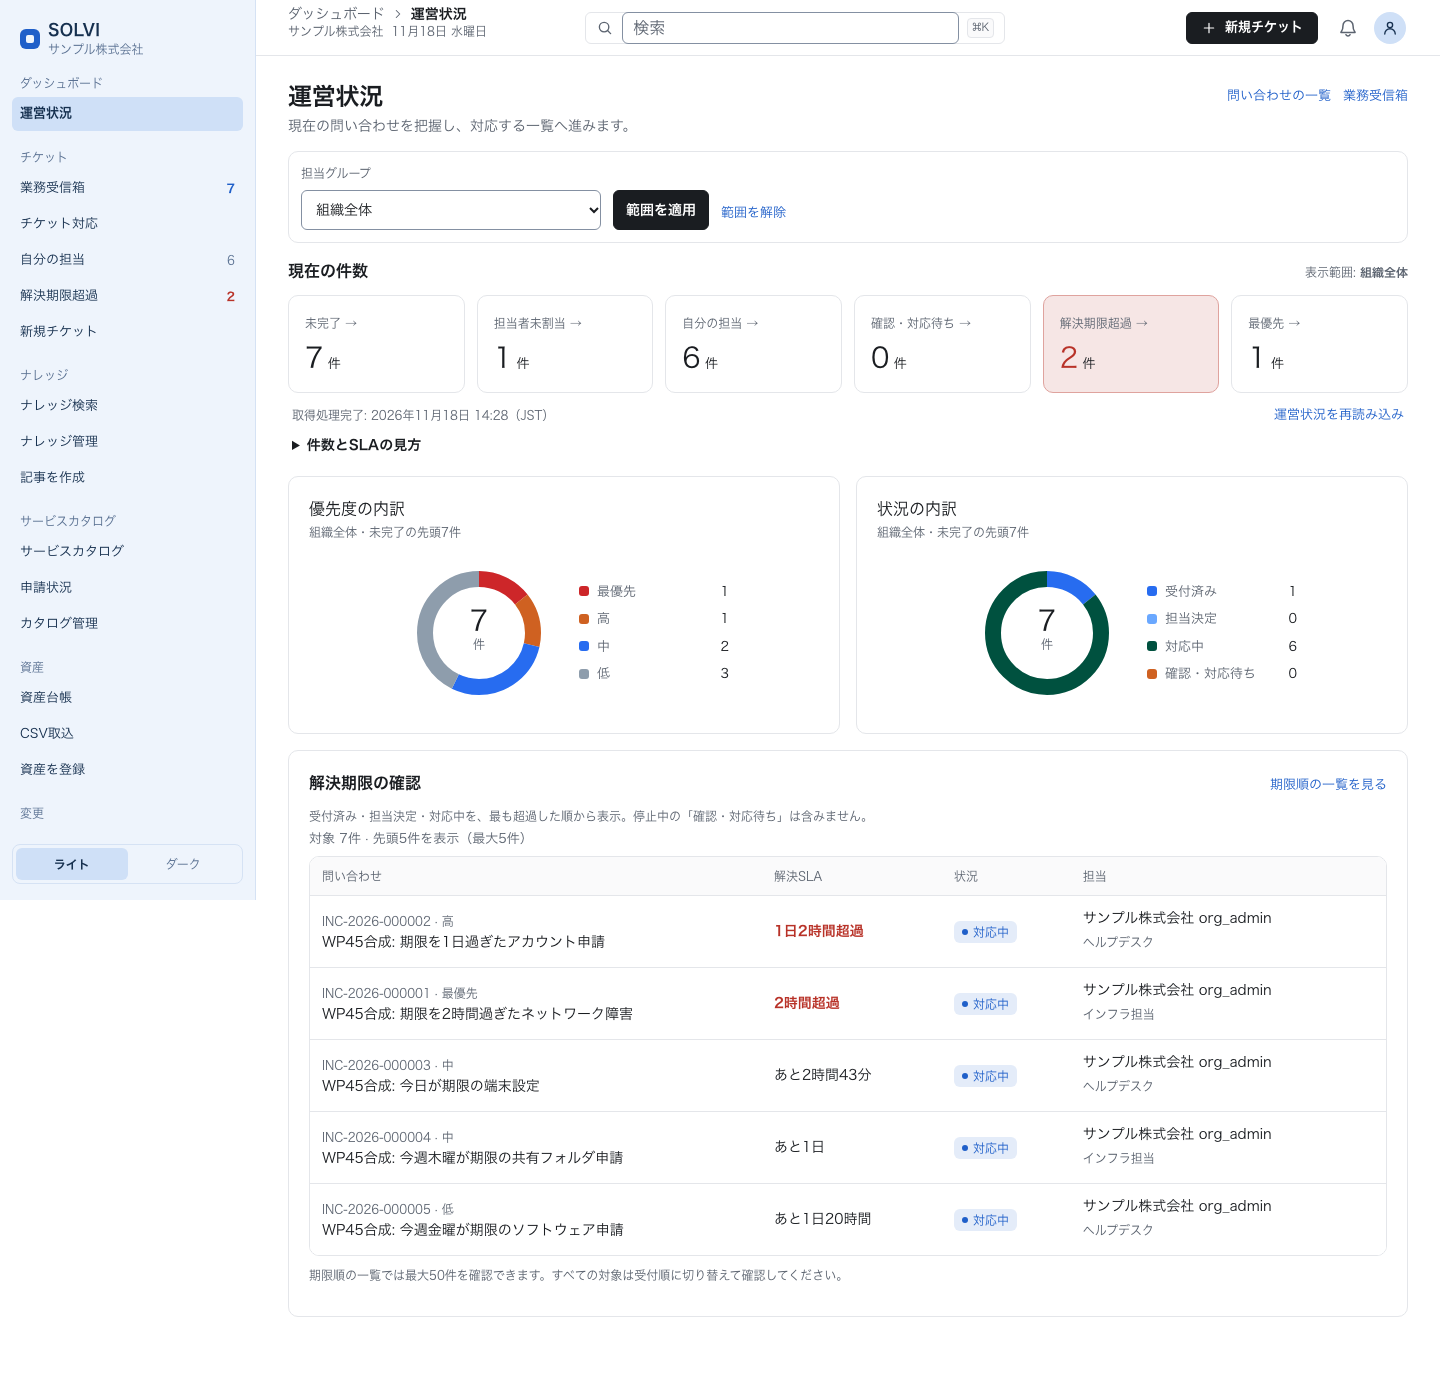 SOLVI
サンプル株式会社
ダッシュボード
運営状況
チケット
業務受信箱 7
チケット対応
自分の担当 6
解決期限超過 2
新規チケット
ナレッジ
ナレッジ検索
ナレッジ管理
記事を作成
サービスカタログ
サービスカタログ
申請状況
カタログ管理
資産
資産台帳
CSV取込
資産を登録
変更
ライト ダーク
ダッシュボード > 運営状況
サンプル株式会社 11月18日 水曜日
検索 ⌘K
+ 新規チケット
運営状況
問い合わせの一覧 業務受信箱
現在の問い合わせを把握し、対応する一覧へ進みます。
担当グループ
組織全体 範囲を適用 範囲を解除
現在の件数 表示範囲: 組織全体
未完了 →
7 件
担当者未割当 →
1 件
自分の担当 →
6 件
確認・対応待ち →
0 件
解決期限超過 →
2 件
最優先 →
1 件
取得処理完了: 2026年11月18日 14:28（JST） 運営状況を再読み込み
▶ 件数とSLAの見方
優先度の内訳
組織全体・未完了の先頭7件
7
件
最優先 1
高 1
中 2
低 3
状況の内訳
組織全体・未完了の先頭7件
7
件
受付済み 1
担当決定 0
対応中 6
確認・対応待ち 0
解決期限の確認 期限順の一覧を見る
受付済み・担当決定・対応中を、最も超過した順から表示。停止中の「確認・対応待ち」は含みません。
対象 7件 · 先頭5件を表示（最大5件）
問い合わせ 解決SLA 状況 担当
INC-2026-000002 · 高
WP45合成: 期限を1日過ぎたアカウント申請 1日2時間超過 対応中 サンプル株式会社 org_admin
ヘルプデスク
INC-2026-000001 · 最優先
WP45合成: 期限を2時間過ぎたネットワーク障害 2時間超過 対応中 サンプル株式会社 org_admin
インフラ担当
INC-2026-000003 · 中
WP45合成: 今日が期限の端末設定 あと2時間43分 対応中 サンプル株式会社 org_admin
ヘルプデスク
INC-2026-000004 · 中
WP45合成: 今週木曜が期限の共有フォルダ申請 あと1日 対応中 サンプル株式会社 org_admin
インフラ担当
INC-2026-000005 · 低
WP45合成: 今週金曜が期限のソフトウェア申請 あと1日20時間 対応中 サンプル株式会社 org_admin
ヘルプデスク
期限順の一覧では最大50件を確認できます。すべての対象は受付順に切り替えて確認してください。